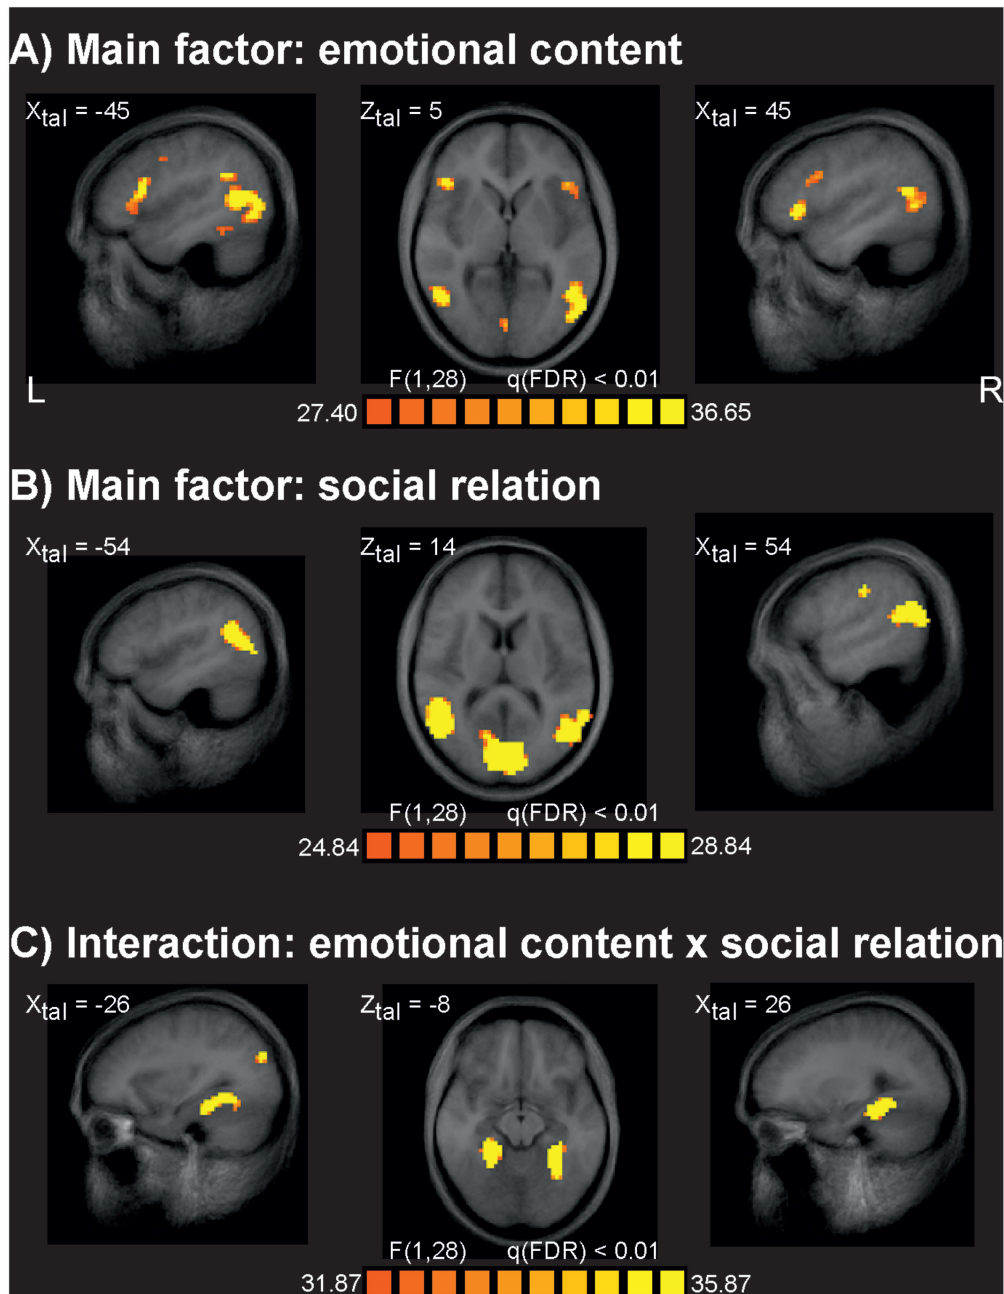 A) Main factor: emotional content
Xtal = -45
Ztal = 5
Xtal = 45
L
R
F(1,28) q(FDR) < 0.01
27.40
36.65
B) Main factor: social relation
Xtal = -54
Ztal = 14
Xtal = 54
F(1,28) q(FDR) < 0.01
24.84
28.84
C) Interaction: emotional content x social relation
Xtal = -26
Ztal = -8
Xtal = 26
F(1,28) q(FDR) < 0.01
31.87
35.87